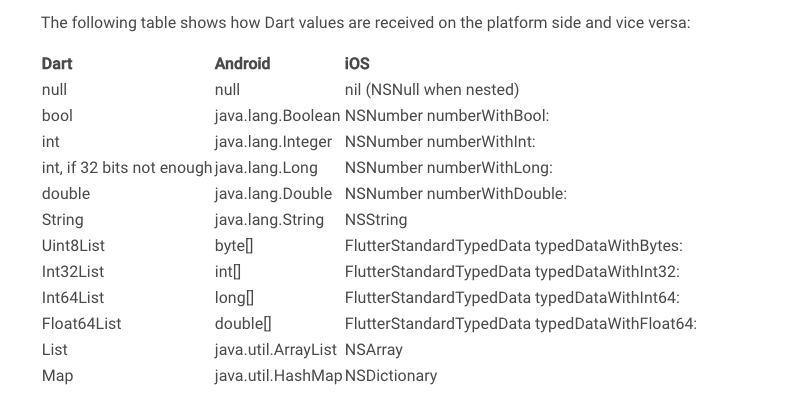 The following table shows how Dart values are received on the platform side and vice versa:
Dart Android iOS
null null nil (NSNull when nested)
bool java.lang.Boolean NSNumber numberWithBool:
int java.lang.Integer NSNumber numberWithInt:
int, if 32 bits not enough java.lang.Long NSNumber numberWithLong:
double java.lang.Double NSNumber numberWithDouble:
String java.lang.String NSString
Uint8List byte[] FlutterStandardTypedData typedDataWithBytes:
Int32List int[] FlutterStandardTypedData typedDataWithInt32:
Int64List long[] FlutterStandardTypedData typedDataWithInt64:
Float64List double[] FlutterStandardTypedData typedDataWithFloat64:
List java.util.ArrayList NSArray
Map java.util.HashMap NSDictionary